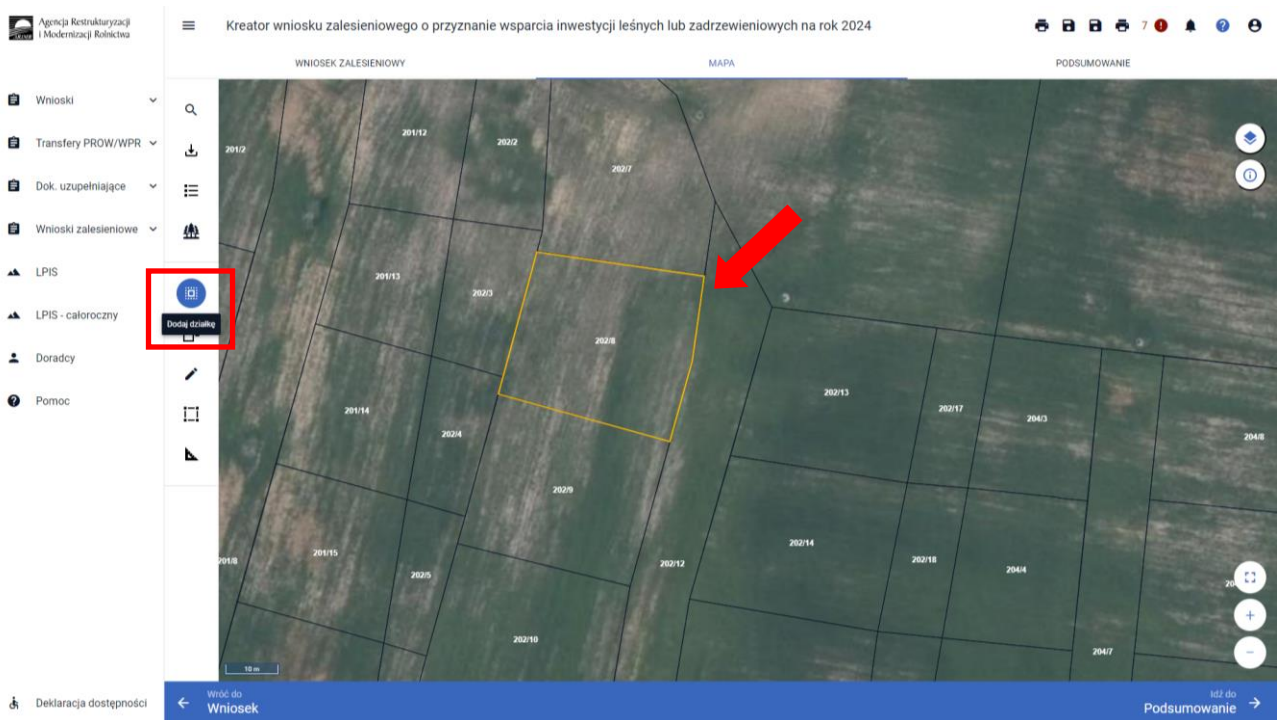 Agencja Restrukturyzacji
i Modernizacji Rolnictwa
Kreator wniosku zalesieniowego o przyznanie wsparcia inwestycji leśnych lub zadrzewieniowych na rok 2024
7
WNIOSEK ZALESIENIOWY
MAPA
PODSUMOWANIE
Wnioski
Transfery PROW/WPR
Dok. uzupełniające
Wnioski zalesieniowe
LPIS
LPIS - całoroczny
Doradcy
Pomoc
Deklaracja dostępności
Dodaj działkę
201/2
201/12
202/2
202/7
201/13
202/3
202/8
201/14
202/4
202/13
202/17
204/3
204/8
202/9
201/8
201/15
202/5
202/12
202/14
202/18
204/4
20
202/10
204/7
10 m
Wróć do
Wniosek
Idź do
Podsumowanie